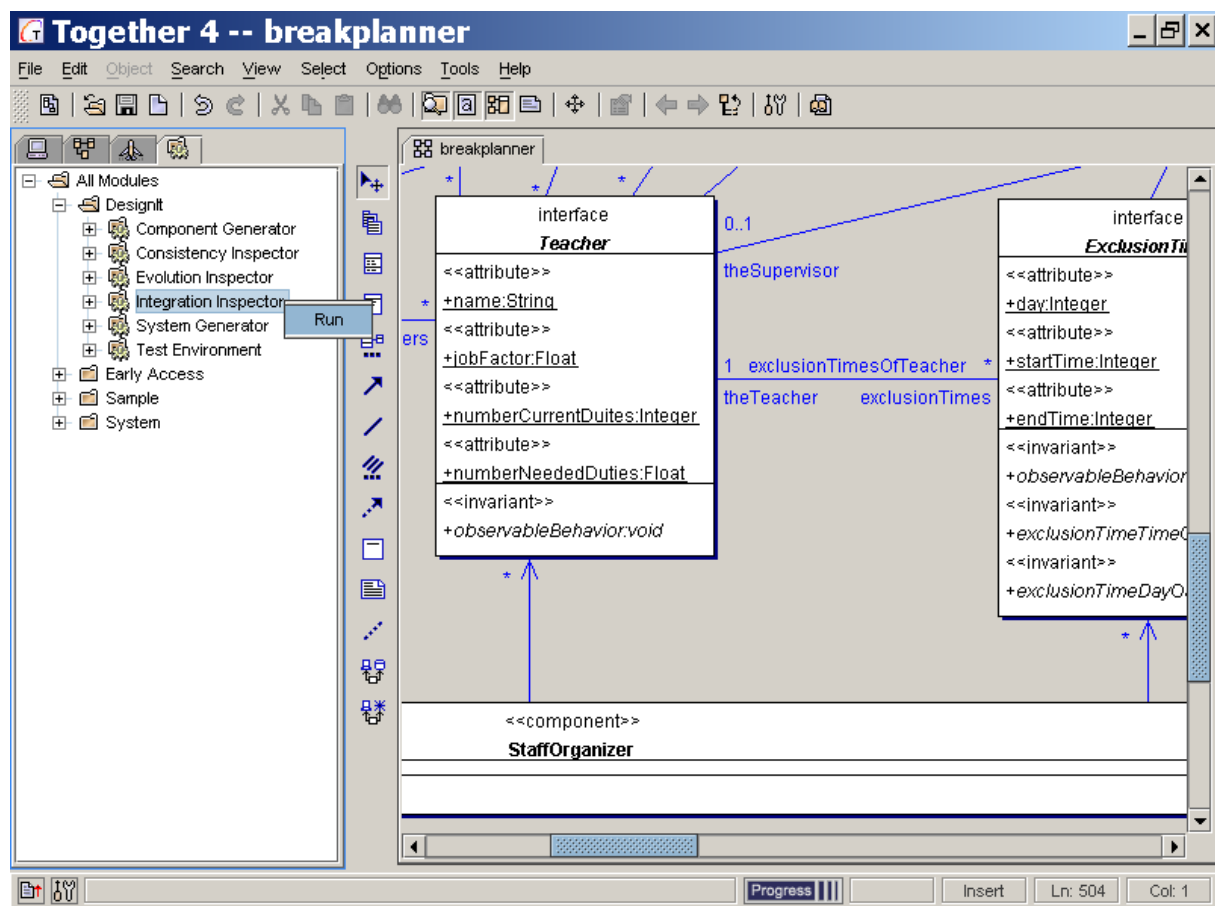 Together 4 -- breakplanner
File Edit Object Search View Select Options Tools Help
breakplanner
All Modules
DesignIt
Component Generator
Consistency Inspector
Evolution Inspector
Integration Inspector
Run
System Generator
Test Environment
Early Access
Sample
System
* * *
interface
Teacher
<<attribute>>
+name:String
<<attribute>>
+jobFactor:Float
<<attribute>>
+numberCurrentDuites:Integer
<<attribute>>
+numberNeededDuties:Float
<<invariant>>
+observableBehavior:void
*
ers
0..1
theSupervisor
1 exclusionTimesOfTeacher *
theTeacher exclusionTimes
interface
ExclusionTi
<<attribute>>
+day:Integer
<<attribute>>
+startTime:Integer
<<attribute>>
+endTime:Integer
<<invariant>>
+observableBehavior
<<invariant>>
+exclusionTimeTime
<<invariant>>
+exclusionTimeDayO
*
*
<<component>>
StaffOrganizer
Progress
Insert
Ln: 504
Col: 1